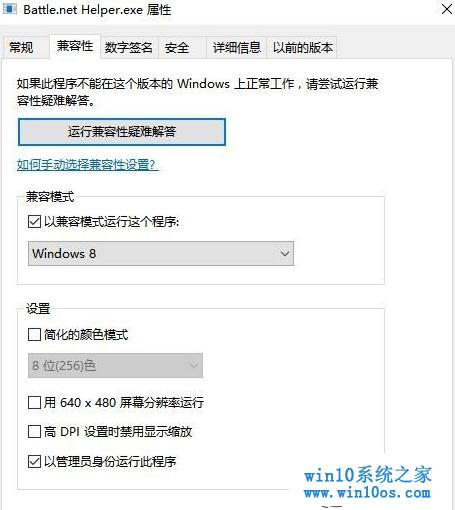 Battle.net Helper.exe 属性
常规 兼容性 数字签名 安全 详细信息 以前的版本
如果此程序不能在这个版本的 Windows 上正常工作，请尝试运行兼
容性疑难解答。
运行兼容性疑难解答
如何手动选择兼容性设置?
兼容模式
以兼容模式运行这个程序:
Windows 8
设置
简化的颜色模式
8 位(256)色
用 640 x 480 屏幕分辨率运行
高 DPI 设置时禁用显示缩放
以管理员身份运行此程序
win10系统之家
www.win10os.com